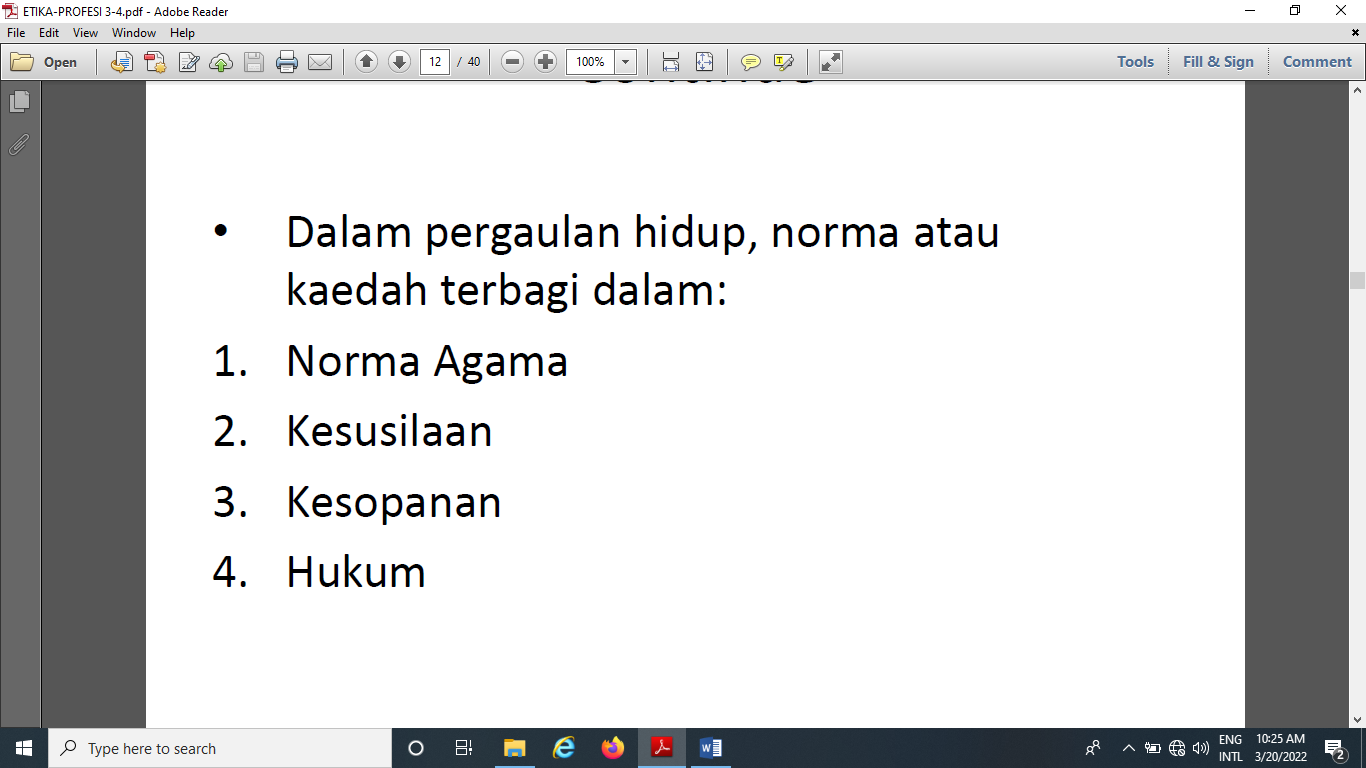 ETIKA-PROFESI 3-4.pdf - Adobe Reader
File Edit View Window Help
Open 12 / 40 100% Tools Fill & Sign Comment
• Dalam pergaulan hidup, norma atau
kaedah terbagi dalam:
1. Norma Agama
2. Kesusilaan
3. Kesopanan
4. Hukum
Type here to search
ENG 10:25 AM
INTL 3/20/2022 2